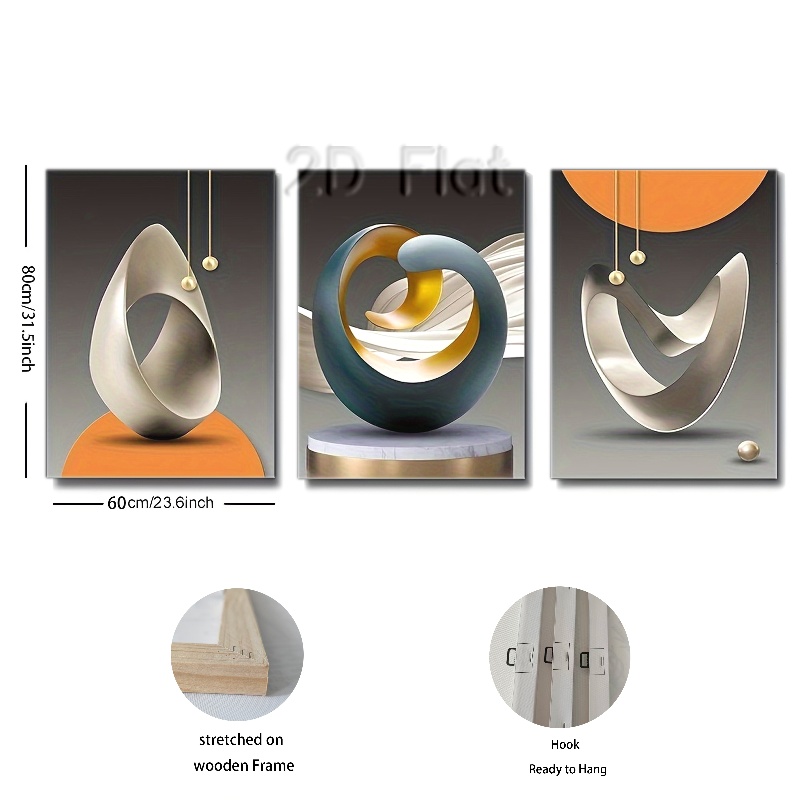 2D Flat
80cm/31.5inch
60cm/23.6inch
stretched on
wooden Frame
Hook
Ready to Hang